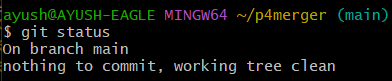 ayush@AYUSH-EAGLE MINGW64 ~/p4merger (main)
$ git status
On branch main
nothing to commit, working tree clean